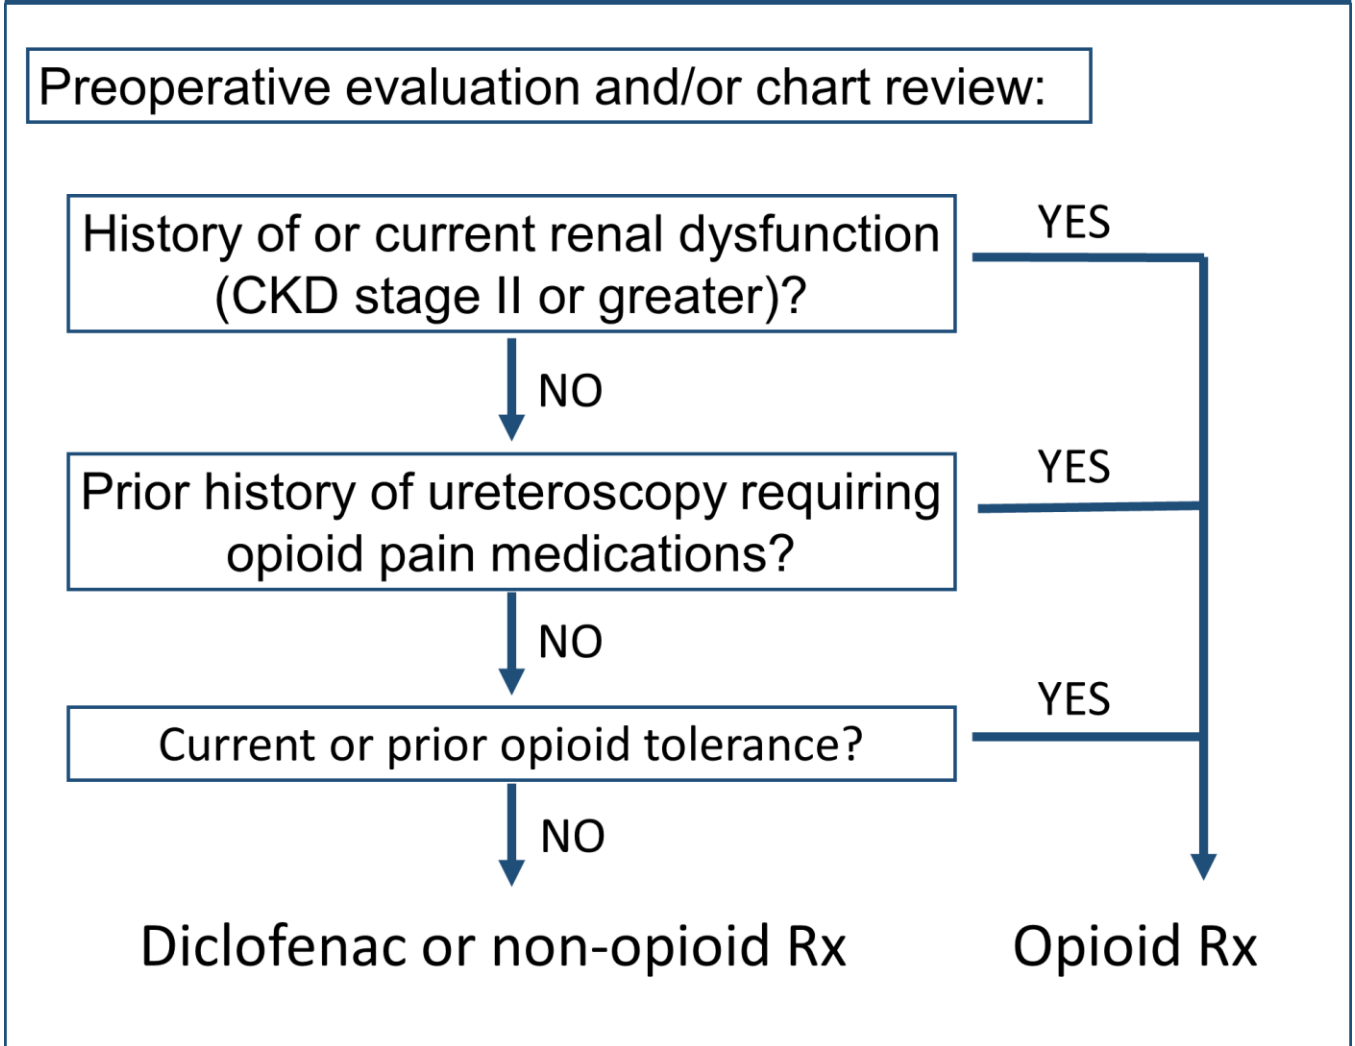 Preoperative evaluation and/or chart review:
History of or current renal dysfunction
(CKD stage II or greater)?
YES
NO
Prior history of ureteroscopy requiring
opioid pain medications?
YES
NO
Current or prior opioid tolerance?
YES
NO
Diclofenac or non-opioid Rx
Opioid Rx